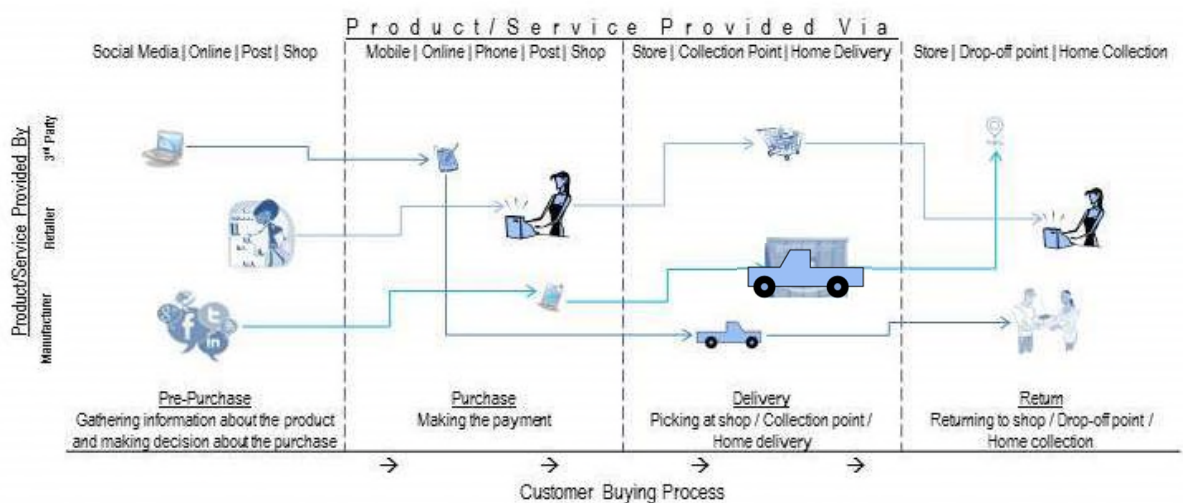 Product/Service Provided Via
Social Media | Online | Post | Shop
Mobile | Online | Phone | Post | Shop
Store | Collection Point | Home Delivery
Store | Drop-off point | Home Collection
Product/Service Provided By
3rd Party
Retailer
Manufacturer
Pre-Purchase
Gathering information about the product
and making decision about the purchase
Purchase
Making the payment
Delivery
Picking at shop / Collection point /
Home delivery
Return
Returning to shop / Drop-off point /
Home collection
Customer Buying Process